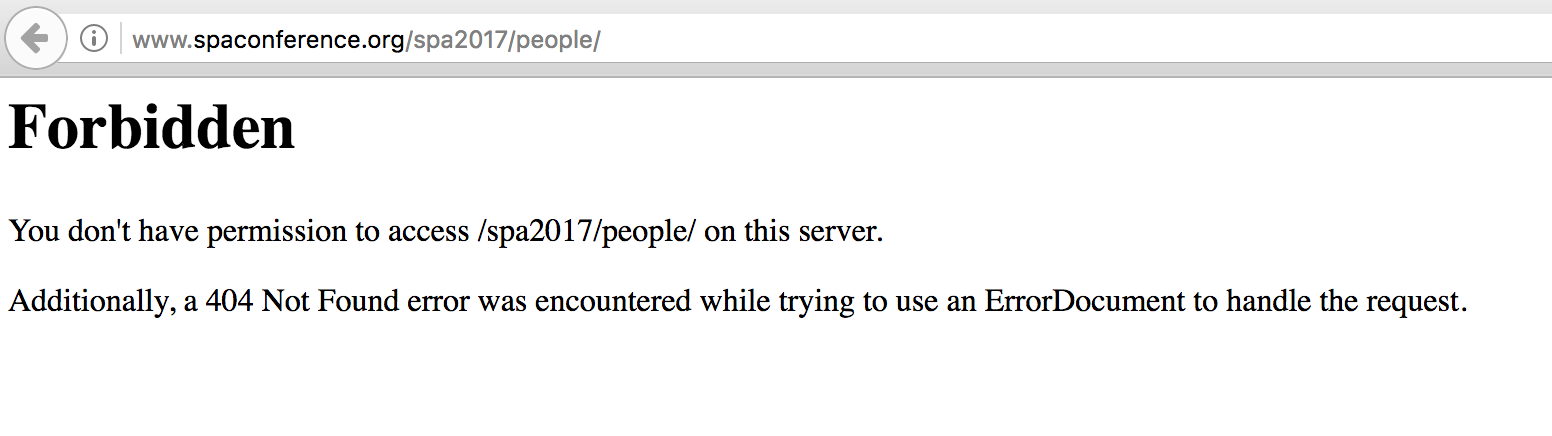 www.spaconference.org/spa2017/people/
Forbidden
You don't have permission to access /spa2017/people/ on this server.
Additionally, a 404 Not Found error was encountered while trying to use an ErrorDocument to handle the request.